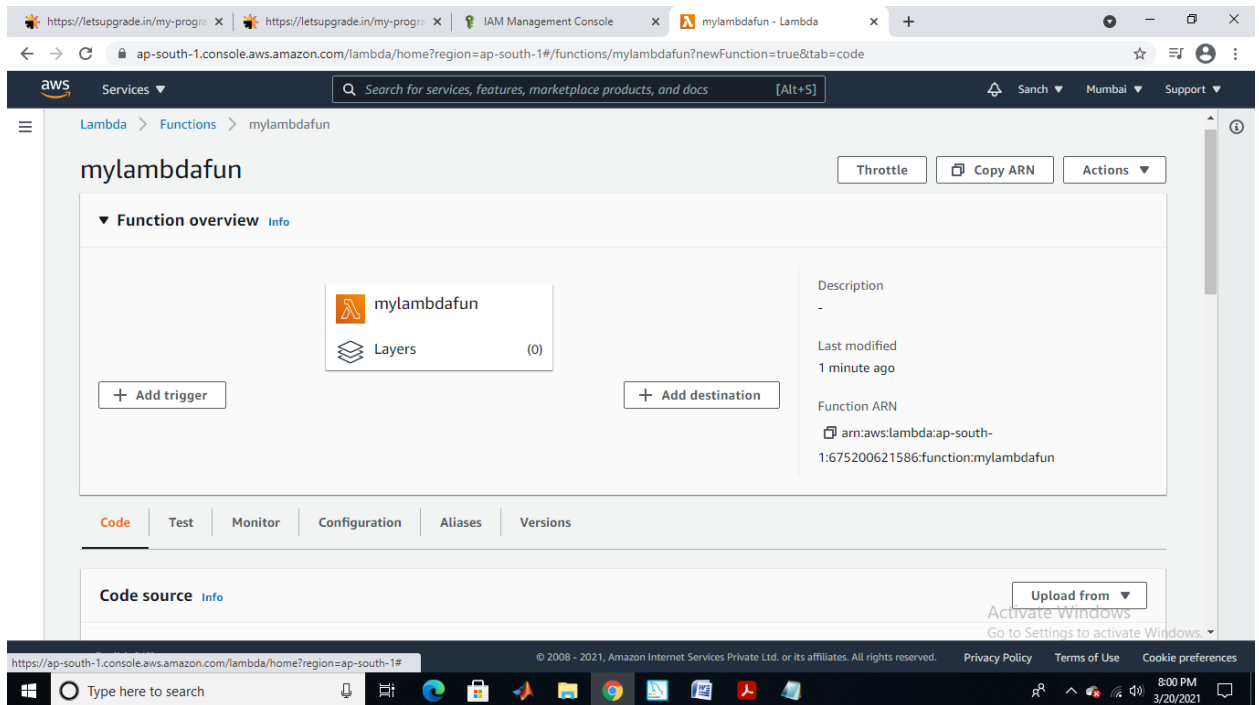 https://letsupgrade.in/my-progra
https://letsupgrade.in/my-progra
IAM Management Console
mylambdafun - Lambda
ap-south-1.console.aws.amazon.com/lambda/home?region=ap-south-1#/functions/mylambdafun?newFunction=true&tab=code
aws
Services ▼
Search for services, features, marketplace products, and docs [Alt+S]
Sanch ▼
Mumbai ▼
Support ▼
Lambda > Functions > mylambdafun
mylambdafun
Throttle
Copy ARN
Actions ▼
▼ Function overview Info
mylambdafun
Layers (0)
+ Add trigger
+ Add destination
Description
-
Last modified
1 minute ago
Function ARN
arn:aws:lambda:ap-south-
1:675200621586:function:mylambdafun
Code
Test
Monitor
Configuration
Aliases
Versions
Code source Info
Upload from ▼
Activate Windows
Go to Settings to activate Windows.
https://ap-south-1.console.aws.amazon.com/lambda/home?region=ap-south-1#
© 2008 - 2021, Amazon Internet Services Private Ltd. or its affiliates. All rights reserved.
Privacy Policy
Terms of Use
Cookie preferences
Type here to search
8:00 PM
3/20/2021